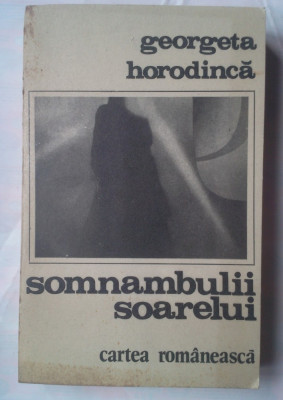 georgeta
horodincă
somnambulii
soarelui
cartea românească